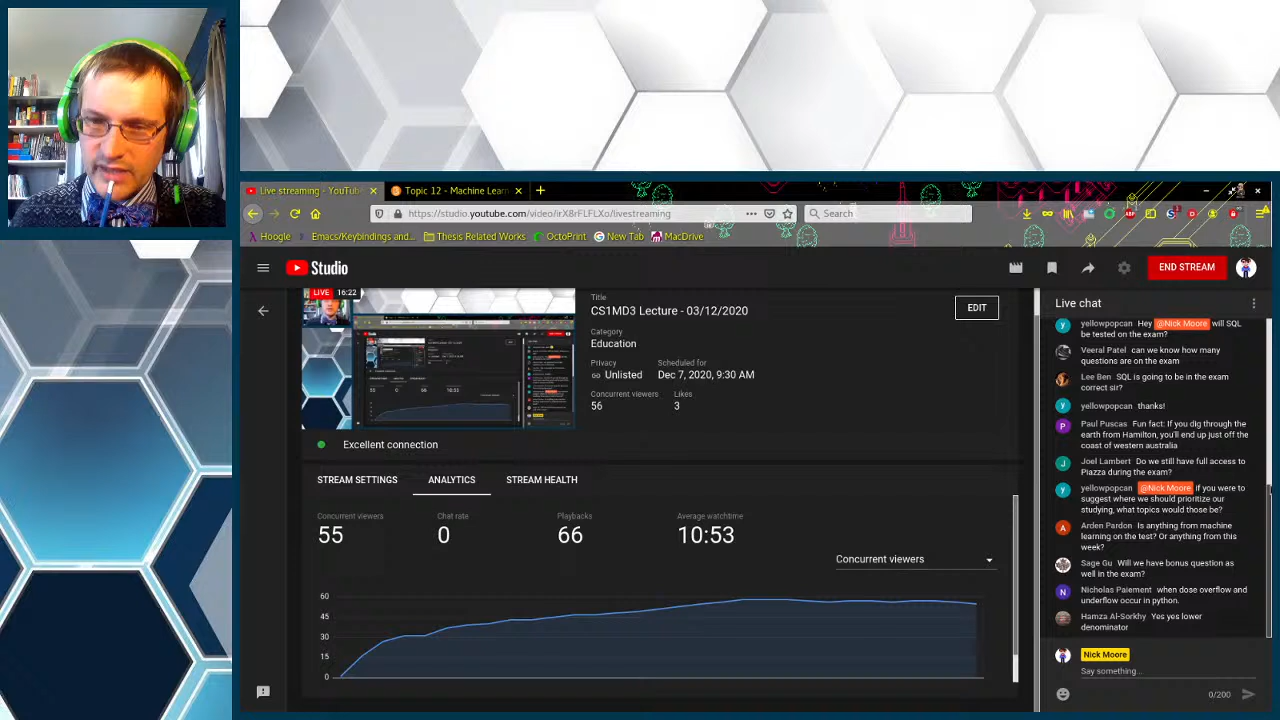 Live streaming - YouTub
Topic 12 - Machine Learn
https://studio.youtube.com/video/irX8rFLFLXo/livestreaming
Search
Hoogle
Emacs/Keybindings and...
Thesis Related Works
OctoPrint
New Tab
MacDrive
Studio
END STREAM
LIVE 16:22
Title
CS1MD3 Lecture - 03/12/2020
EDIT
Category
Education
Privacy
Unlisted
Scheduled for
Dec 7, 2020, 9:30 AM
Concurrent viewers
56
Likes
3
Excellent connection
STREAM SETTINGS
ANALYTICS
STREAM HEALTH
Concurrent viewers
55
Chat rate
0
Playbacks
66
Average watchtime
10:53
Concurrent viewers
60
45
30
15
0
Live chat
yellowpopcan Hey @Nick Moore will SQL
be tested on the exam?
Veeral Patel can we know how many
questions are on the exam
Lee Ben SQL is going to be in the exam
correct sir?
yellowpopcan thanks!
Paul Puscas Fun fact: If you dig through the
earth from Hamilton, you'll end up just off the
coast of western australia
Joel Lambert Do we still have full access to
Piazza during the exam?
yellowpopcan @Nick Moore if you were to
suggest where we should prioritize our
studying, what topics would those be?
Arden Pardon Is anything from machine
learning on the test? Or anything from this
week?
Sage Gu Will we have bonus question as
well in the exam?
Nicholas Paiement when dose overflow and
underflow occur in python.
Hamza Al-Sorkhy Yes yes lower
denominator
Nick Moore
Say something...
0/200